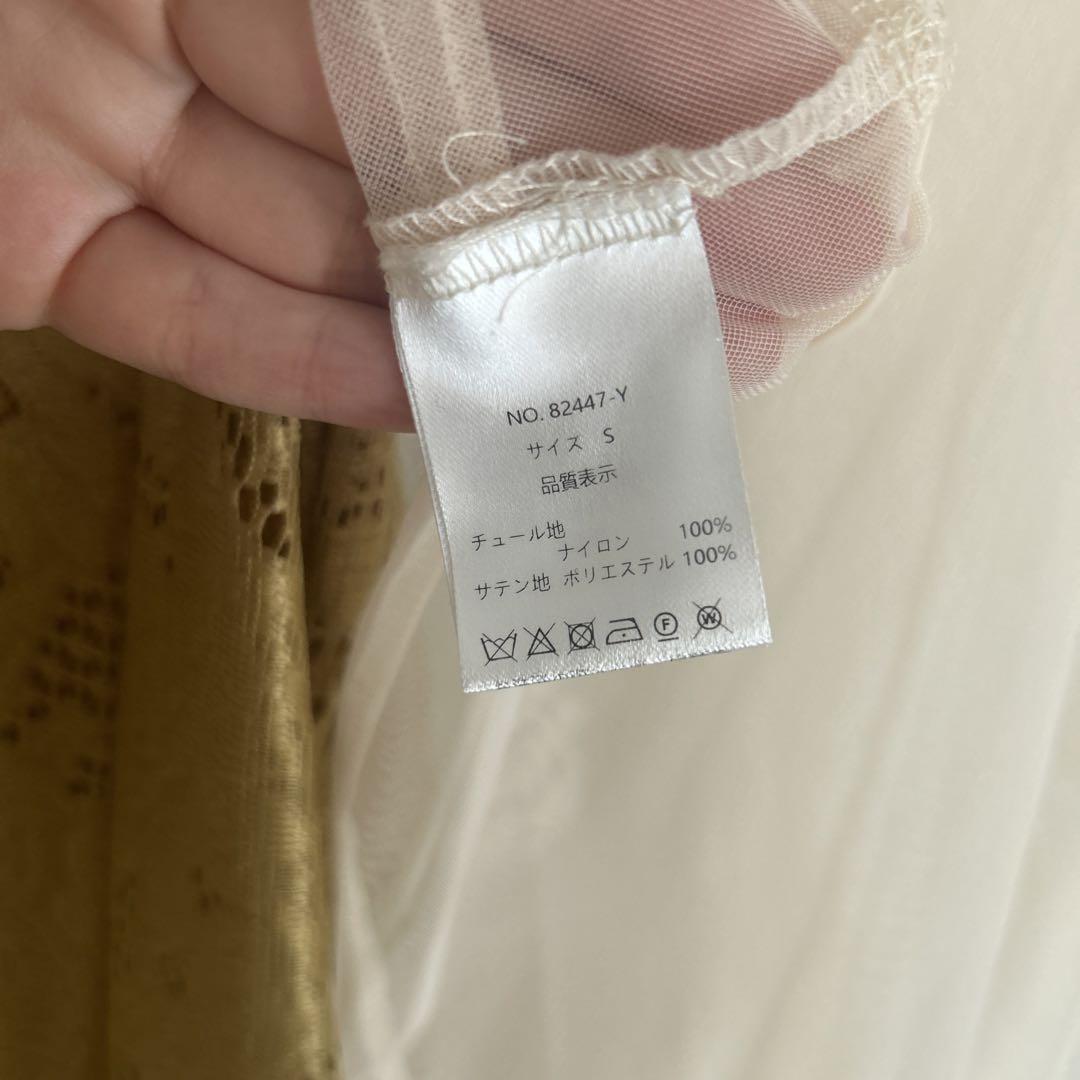 NO. 82447-Y
サイズ S
品質表示
チュール地
ナイロン 100%
サテン地 ポリエステル 100%
F W